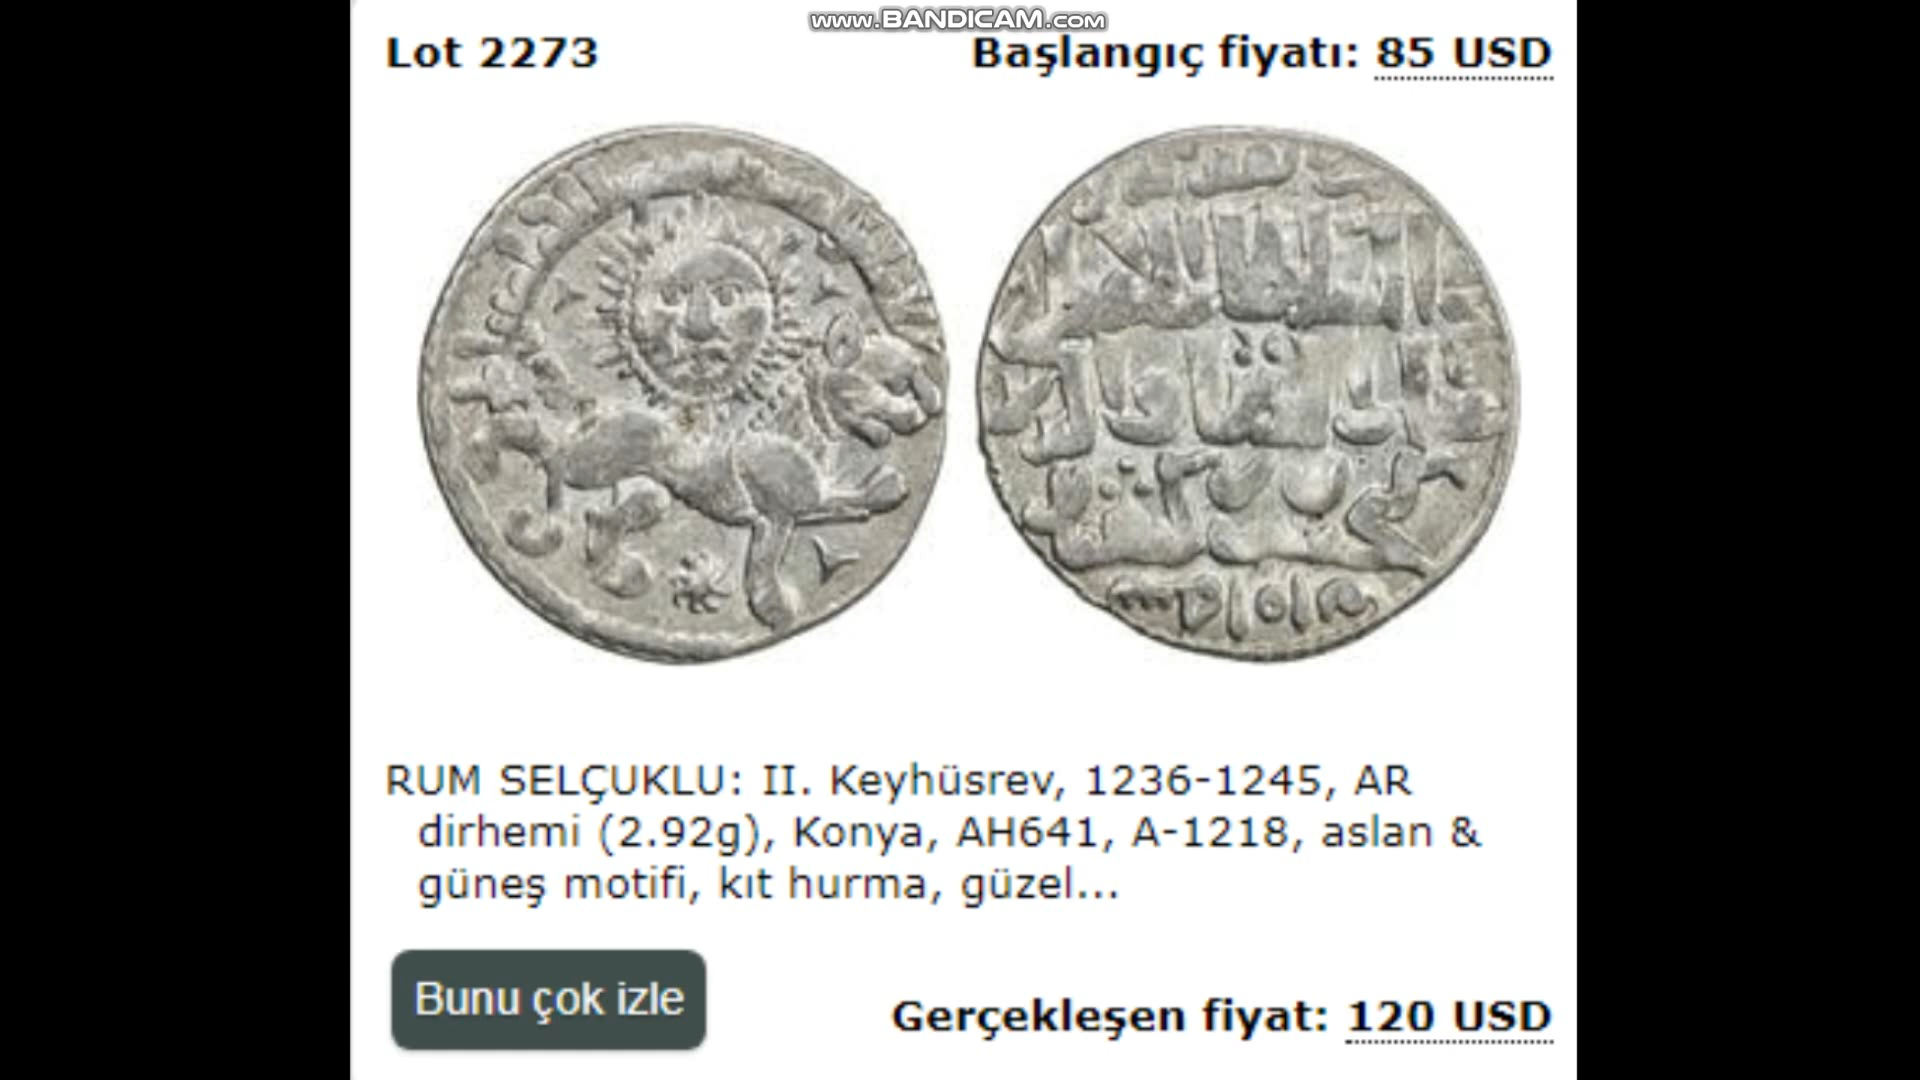 www.BANDICAM.com
Lot 2273
Başlangıç fiyatı: 85 USD
RUM SELÇUKLU: II. Keyhüsrev, 1236-1245, AR
dirhemi (2.92g), Konya, AH641, A-1218, aslan &
güneş motifi, kıt hurma, güzel...
Bunu çok izle
Gerçekleşen fiyat: 120 USD